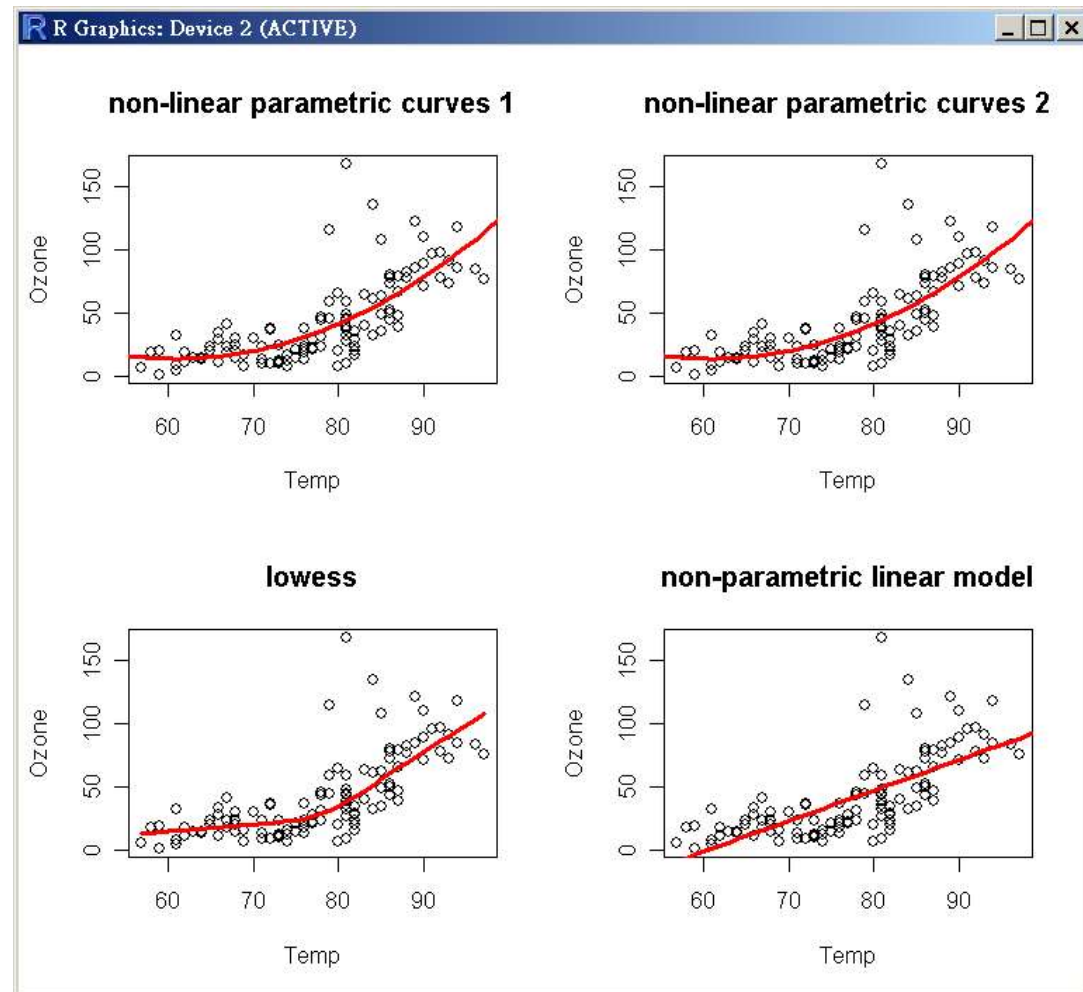 R Graphics: Device 2 (ACTIVE)
non-linear parametric curves 1
150
100
50
0
Ozone
60 70 80 90
Temp
non-linear parametric curves 2
150
100
50
0
Ozone
60 70 80 90
Temp
lowess
150
100
50
0
Ozone
60 70 80 90
Temp
non-parametric linear model
150
100
50
0
Ozone
60 70 80 90
Temp